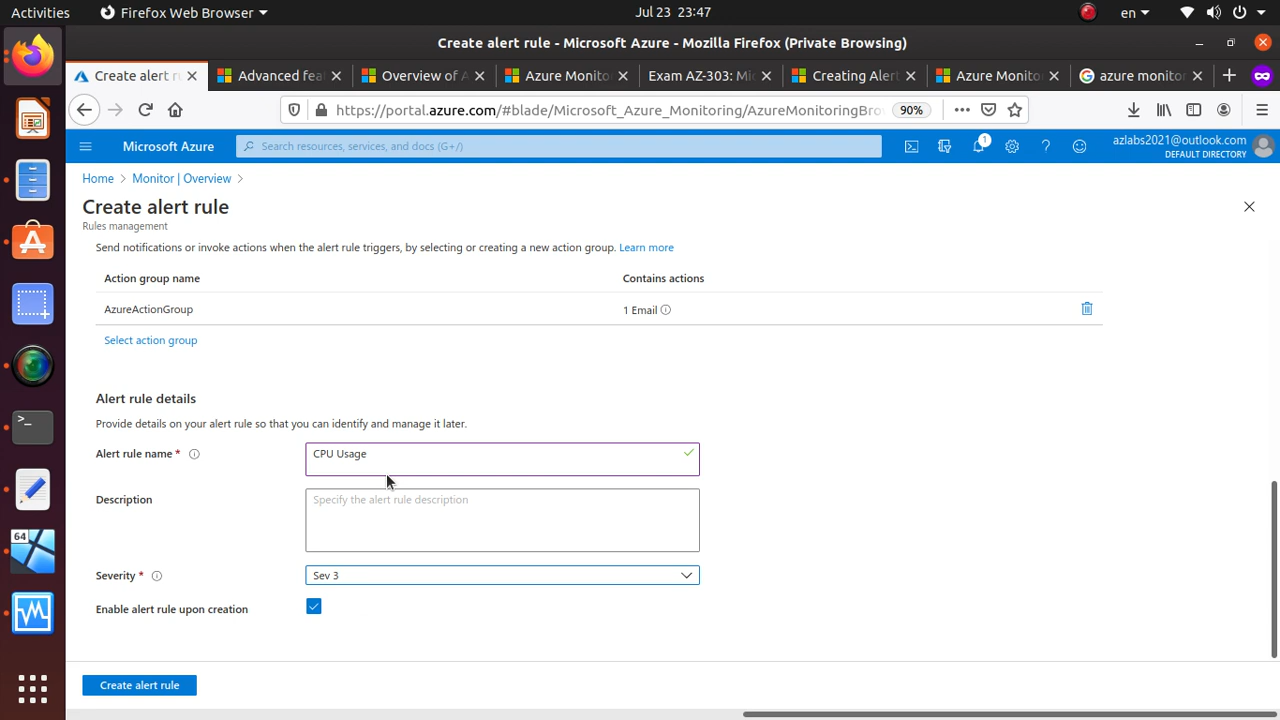 Activities
Firefox Web Browser
Jul 23 23:47
en
Create alert rule - Microsoft Azure - Mozilla Firefox (Private Browsing)
Create alert ru
Advanced fea
Overview of A
Azure Monito
Exam AZ-303: Mi
Creating Alert
Azure Monito
azure monitor
https://portal.azure.com/#blade/Microsoft_Azure_Monitoring/AzureMonitoringBro
90%
Microsoft Azure
Search resources, services, and docs (G+/)
1
azlabs2021@outlook.com
DEFAULT DIRECTORY
Home > Monitor | Overview >
Create alert rule
Rules management
Send notifications or invoke actions when the alert rule triggers, by selecting or creating a new action group. Learn more
Action group name
Contains actions
AzureActionGroup
1 Email
Select action group
Alert rule details
Provide details on your alert rule so that you can identify and manage it later.
Alert rule name *
CPU Usage
Description
Specify the alert rule description
Severity *
Sev 3
Enable alert rule upon creation
Create alert rule
64